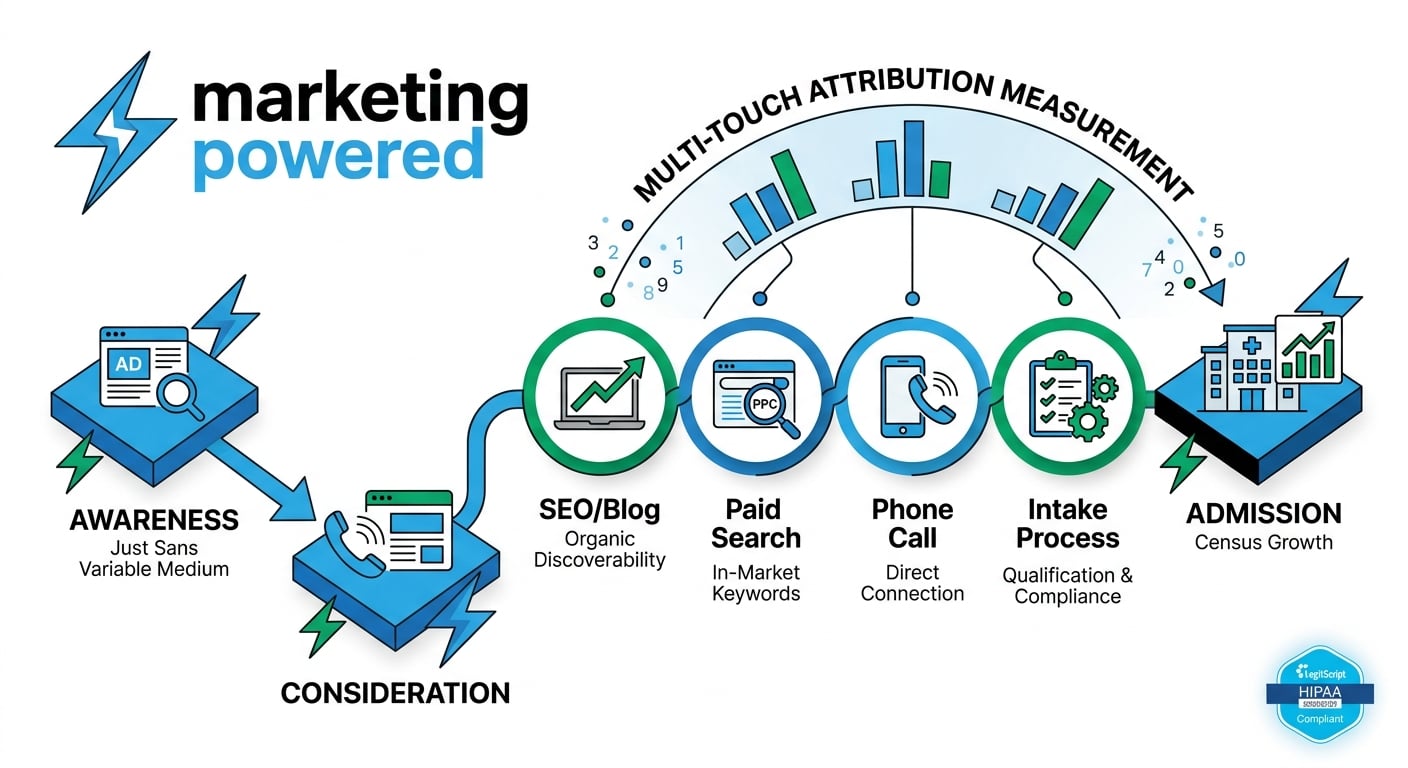 marketing
powered
MULTI-TOUCH ATTRIBUTION MEASUREMENT
3
2
1
5
8
9
5
4
7
0
0
2
AD
PPC
AWARENESS
Just Sans
Variable Medium
CONSIDERATION
SEO/Blog
Organic
Discoverability
Paid
Search
In-Market
Keywords
Phone
Call
Direct
Connection
Intake
Process
Qualification &
Compliance
ADMISSION
Census Growth
LegitScript
HIPAA
Compliant